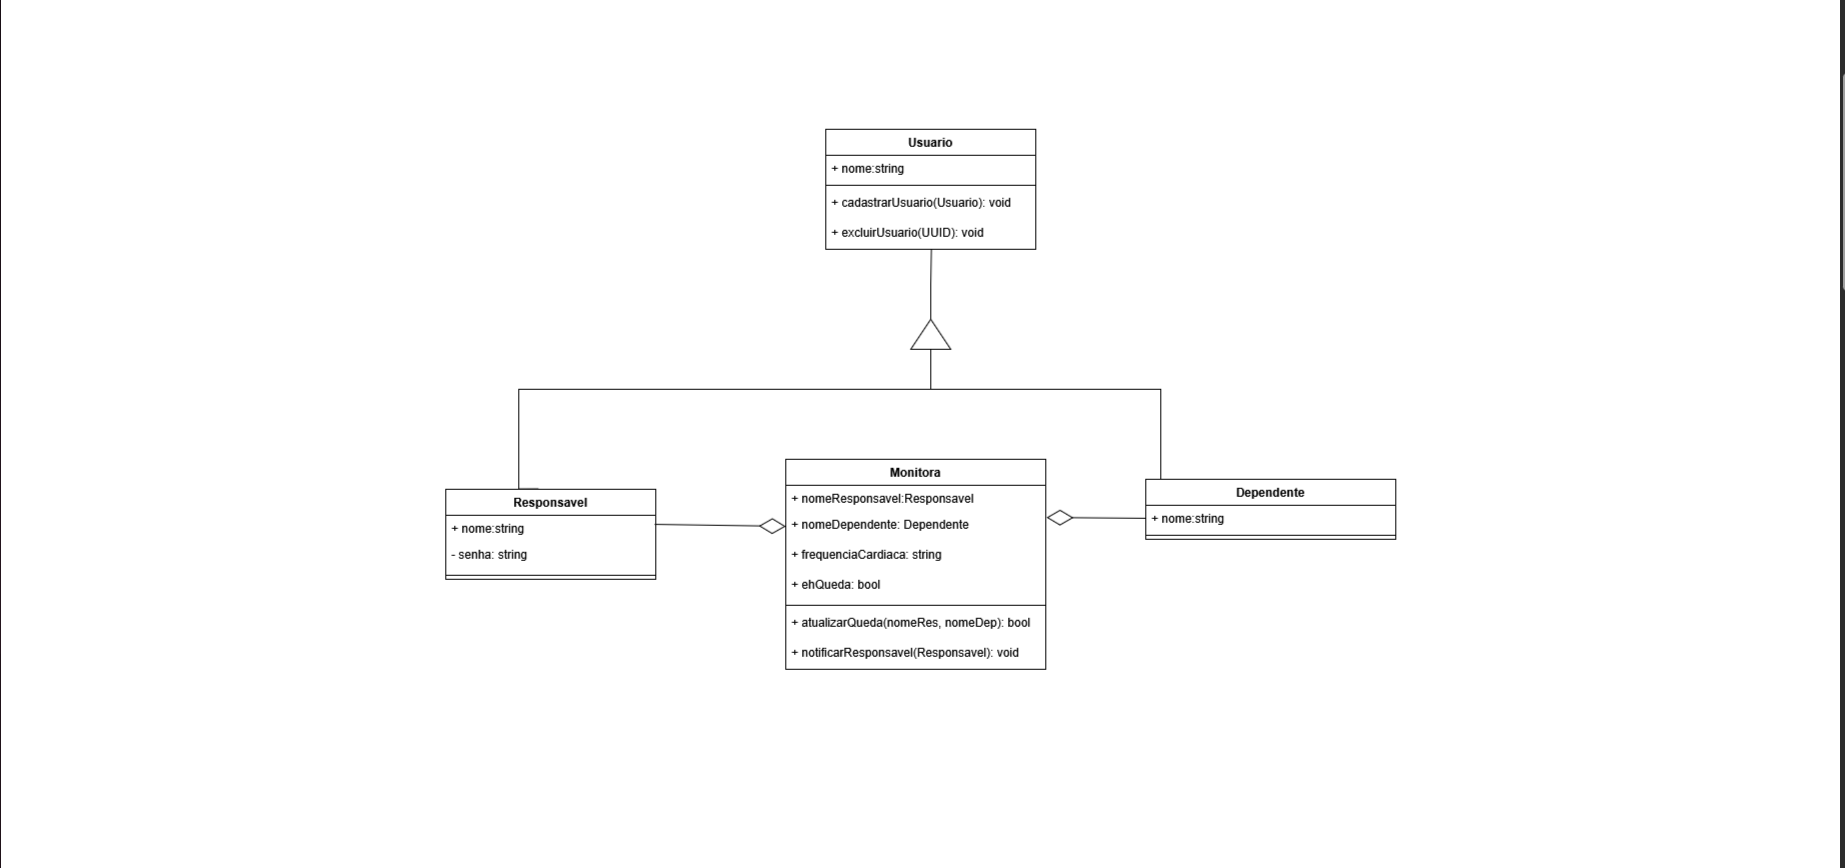 Usuario
+ nome:string
+ cadastrarUsuario(Usuario): void
+ excluirUsuario(UUID): void
Responsavel
+ nome:string
- senha: string
Monitora
+ nomeResponsavel:Responsavel
+ nomeDependente: Dependente
+ frequenciaCardiaca: string
+ ehQueda: bool
+ atualizarQueda(nomeRes, nomeDep): bool
+ notificarResponsavel(Responsavel): void
Dependente
+ nome:string